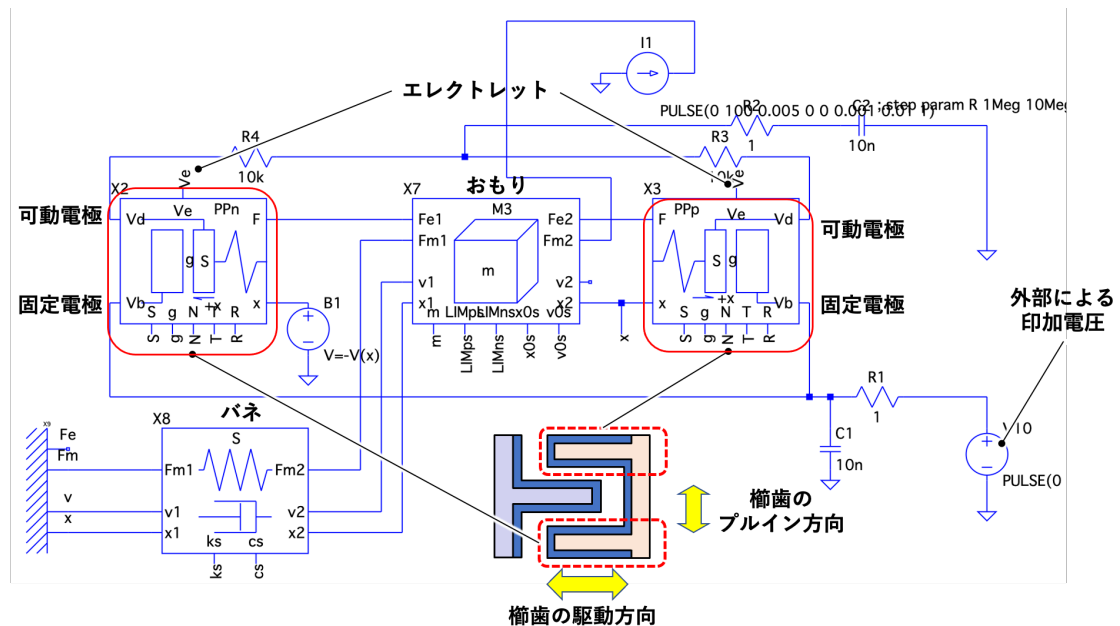 I1
エレクトレット
PULSE(0 100 0.005 0 0 0.001 0.01 1)
R2
C2
; step param R 1Meg 10Meg
1
10n
R4
10k
R3
10k
Ve
Ve
X2
X7
おもり
X3
可動電極
Vd
Ve
PPn
F
Fe1
M3
Fe2
F
PPp
Ve
Vd
可動電極
Fm1
Fm2
g
S
m
S
g
固定電極
Vb
x
v1
v2
x
Vb
固定電極
+x
x1
x2
+x
S g N T R
m LIMps LIMns x0s v0s
S g N T R
S g N T R
m LIMps LIMns x0s v0s
x
S g N T R
B1
V=-V(x)
外部による
印加電圧
R1
1
バネ
X8
X9
Fe
Fm
S
Fm1
Fm2
v
v1
v2
x
x1
x2
ks
cs
ks
cs
C1
10n
V10
PULSE(0
櫛歯の
プルイン方向
櫛歯の駆動方向